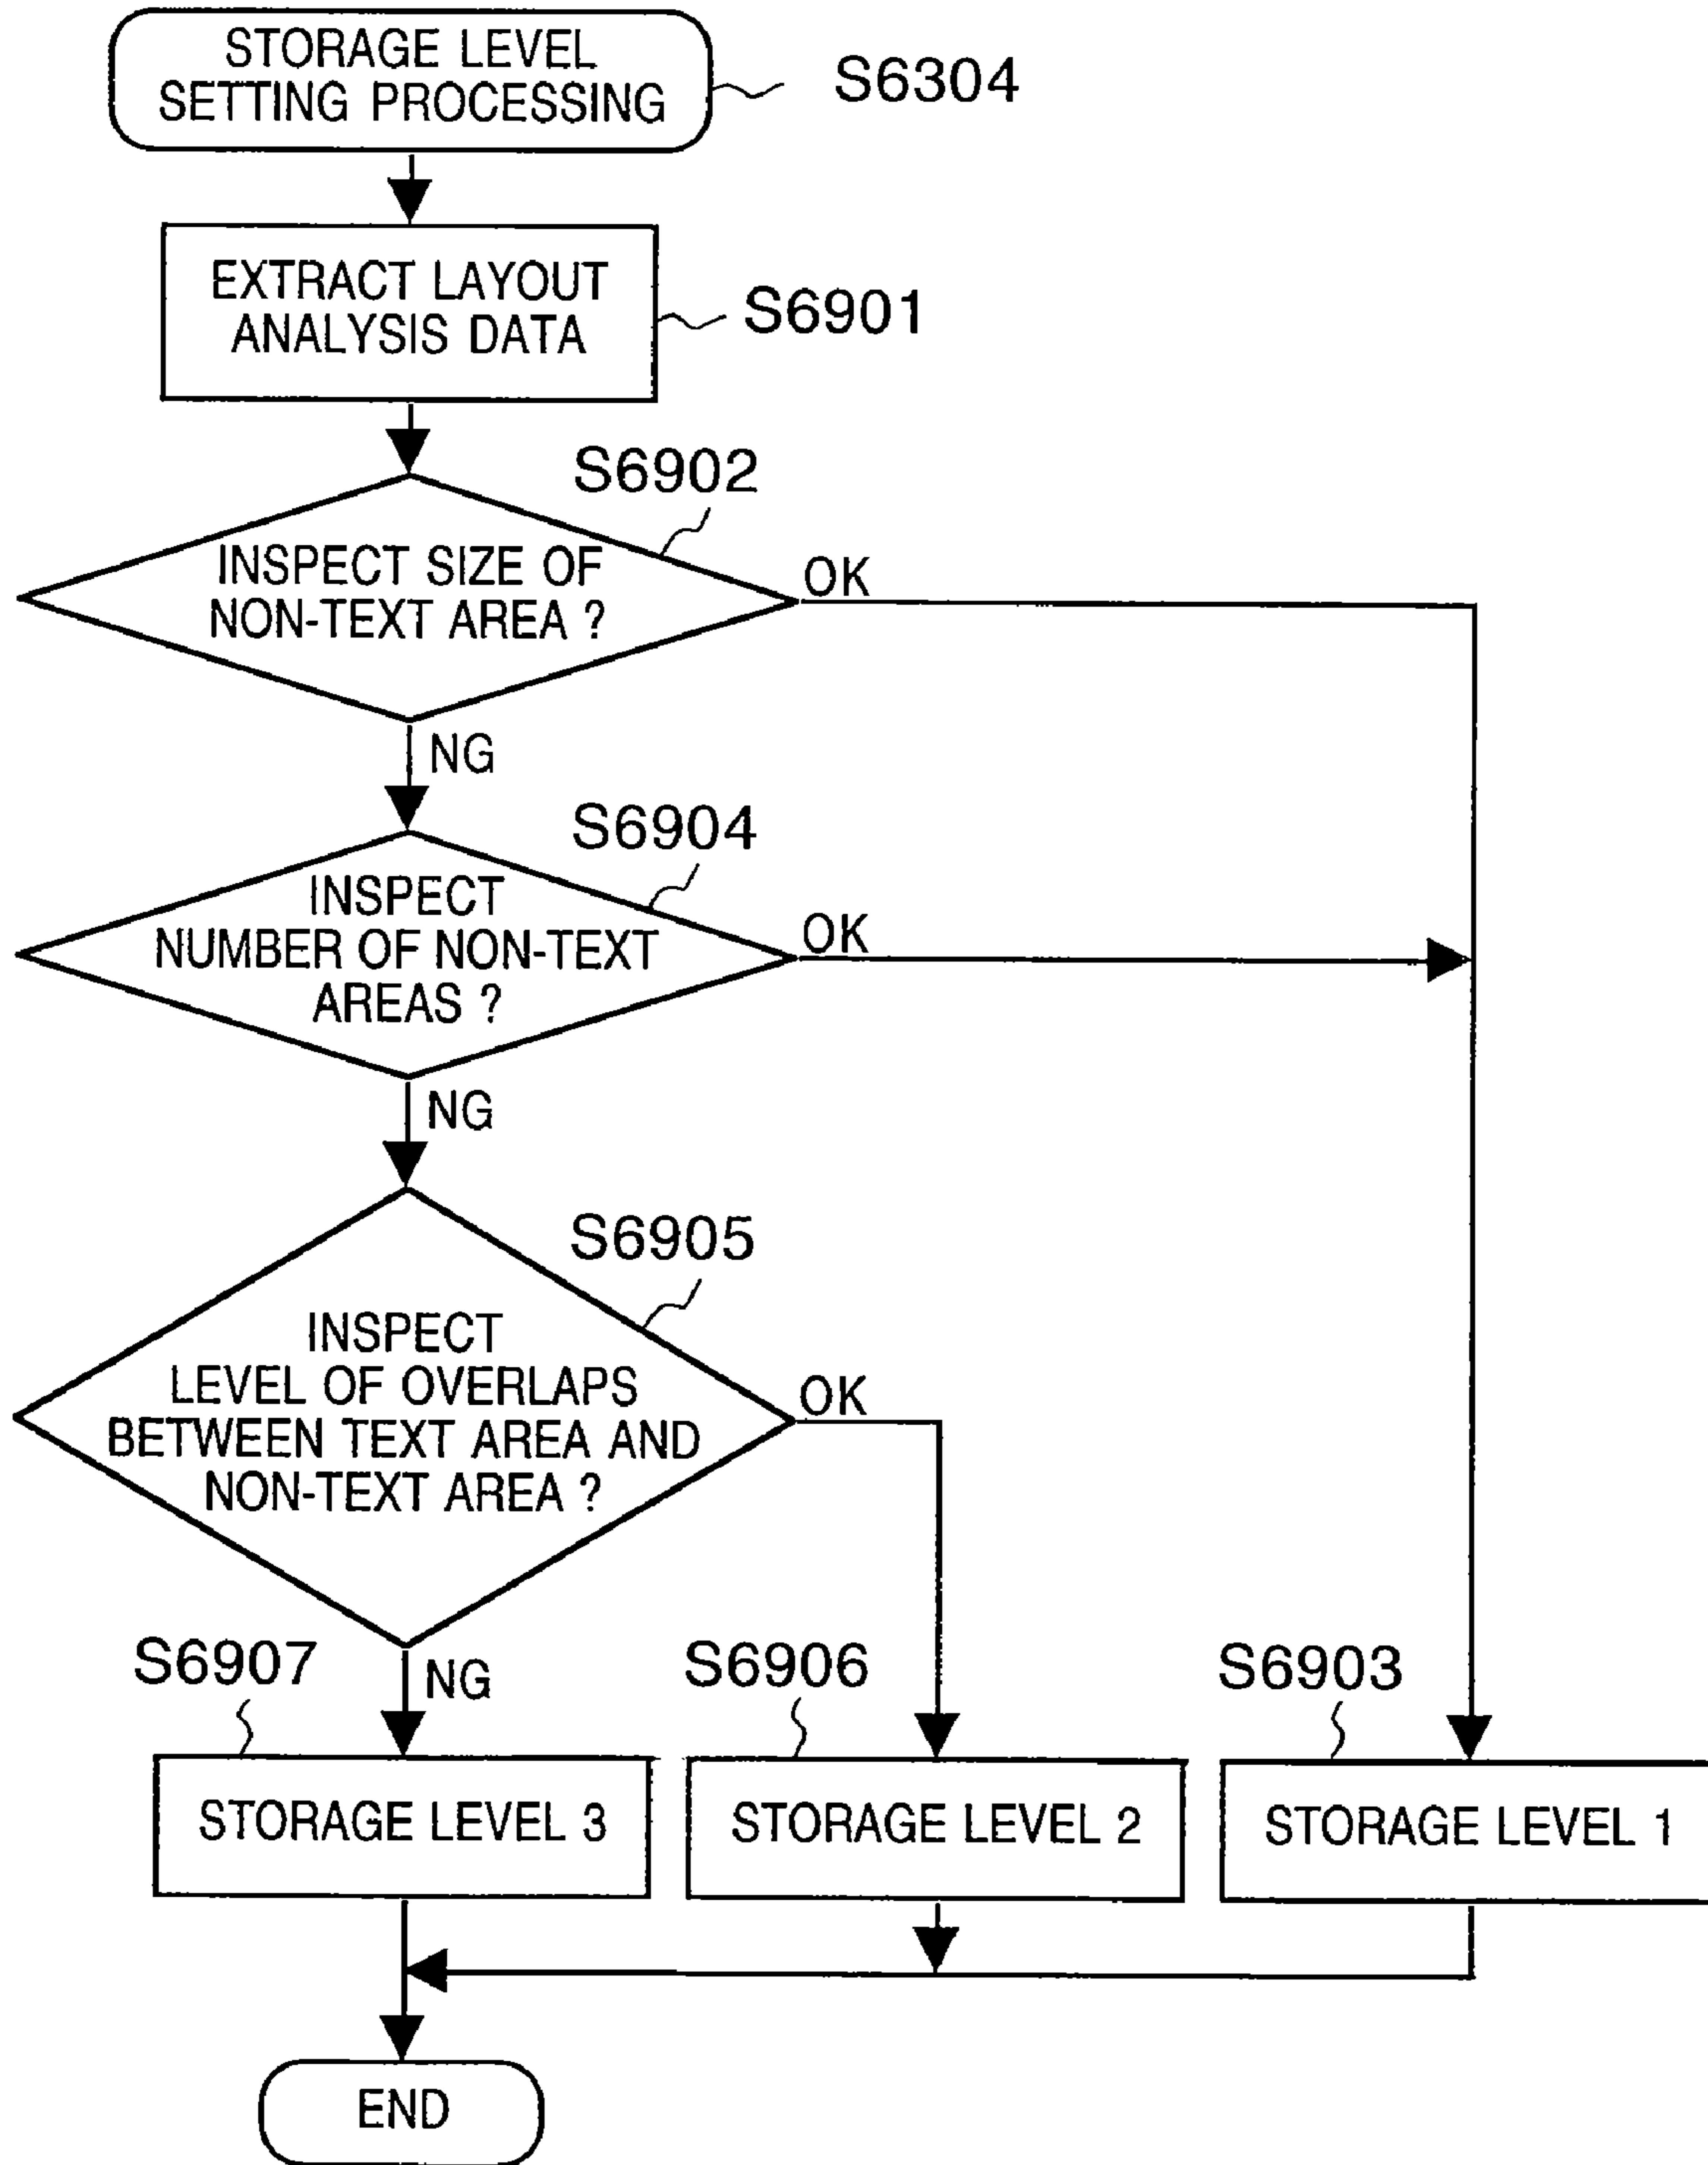 STORAGE LEVEL
SETTING PROCESSING
S6304
EXTRACT LAYOUT
ANALYSIS DATA
S6901
S6902
INSPECT SIZE OF
NON-TEXT AREA ?
OK
NG
S6904
INSPECT
NUMBER OF NON-TEXT
AREAS ?
OK
NG
S6905
INSPECT
LEVEL OF OVERLAPS
BETWEEN TEXT AREA AND
NON-TEXT AREA ?
OK
NG
S6907
S6906
S6903
STORAGE LEVEL 3
STORAGE LEVEL 2
STORAGE LEVEL 1
END